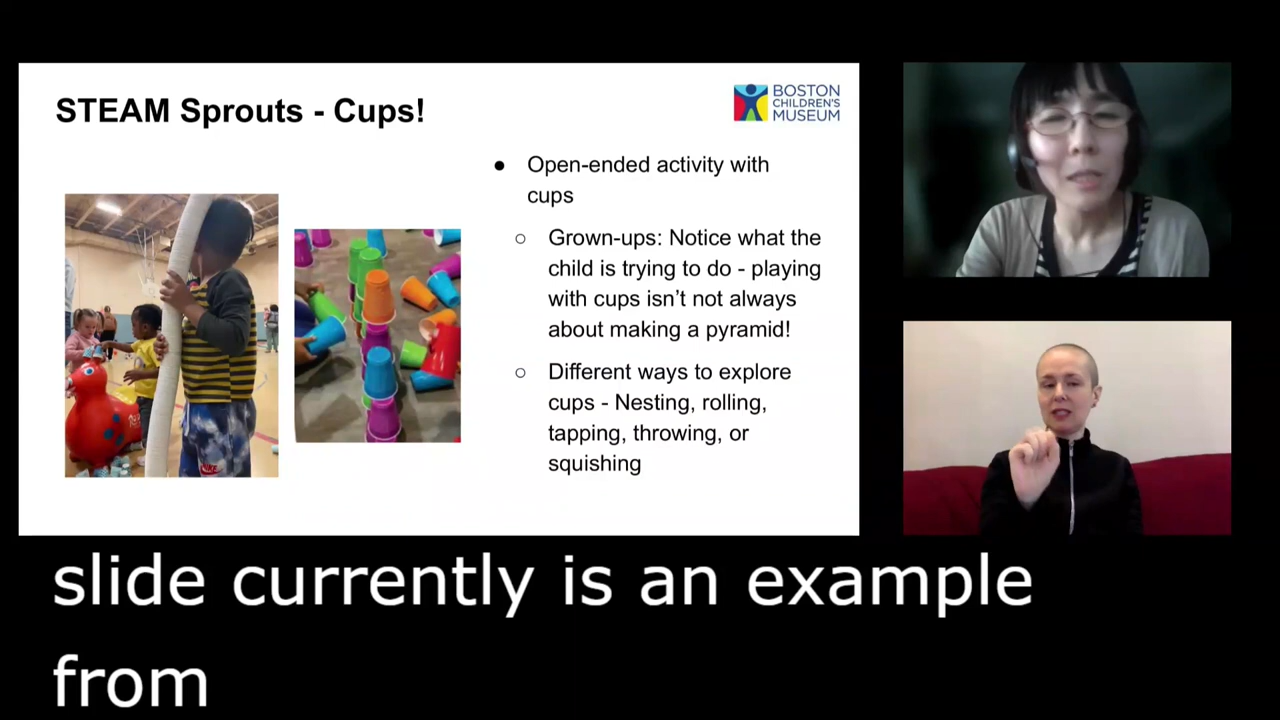 STEAM Sprouts - Cups!
BOSTON
CHILDREN'S
MUSEUM
● Open-ended activity with
cups
○ Grown-ups: Notice what the
child is trying to do - playing
with cups isn't not always
about making a pyramid!
○ Different ways to explore
cups - Nesting, rolling,
tapping, throwing, or
squishing
slide currently is an example
from